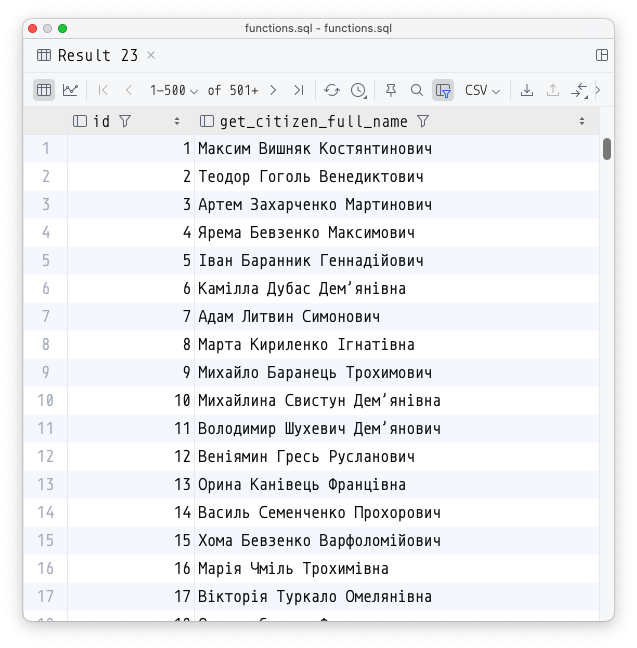 functions.sql - functions.sql
Result 23
1-500 of 501+ CSV
id get_citizen_full_name
1 1 Максим Вишняк Костянтинович
2 2 Теодор Гоголь Венедиктович
3 3 Артем Захарченко Мартинович
4 4 Ярема Бевзенко Максимович
5 5 Іван Баранник Геннадійович
6 6 Камілла Дубас Дем’янівна
7 7 Адам Литвин Симонович
8 8 Марта Кириленко Ігнатівна
9 9 Михайло Баранець Трохимович
10 10 Михайлина Свистун Дем’янівна
11 11 Володимир Шухевич Дем’янович
12 12 Веніямин Гресь Русланович
13 13 Орина Канівець Францівна
14 14 Василь Семенченко Прохорович
15 15 Хома Бевзенко Варфоломійович
16 16 Марія Чміль Трохимівна
17 17 Вікторія Туркало Омелянівна